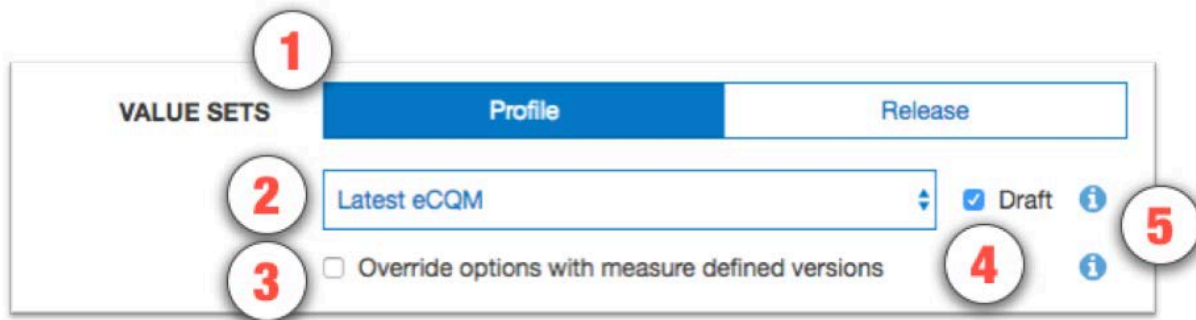 1
VALUE SETS Profile Release
2 Latest eCQM Draft i
5
3 Override options with measure defined versions 4 i